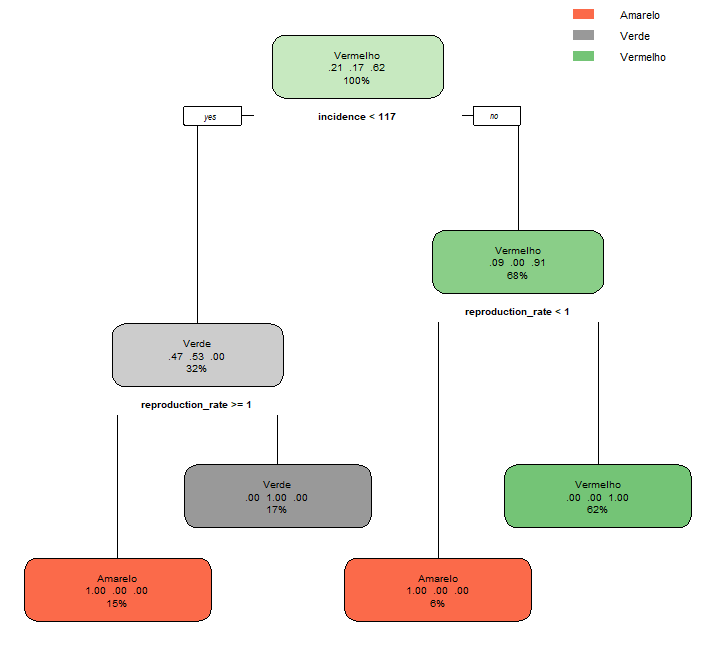 Amarelo
Verde
Vermelho
Vermelho
.21 .17 .62
100%
yes
incidence < 117
no
Vermelho
.09 .00 .91
68%
reproduction_rate < 1
Verde
.47 .53 .00
32%
reproduction_rate >= 1
Verde
.00 1.00 .00
17%
Vermelho
.00 .00 1.00
62%
Amarelo
1.00 .00 .00
15%
Amarelo
1.00 .00 .00
6%